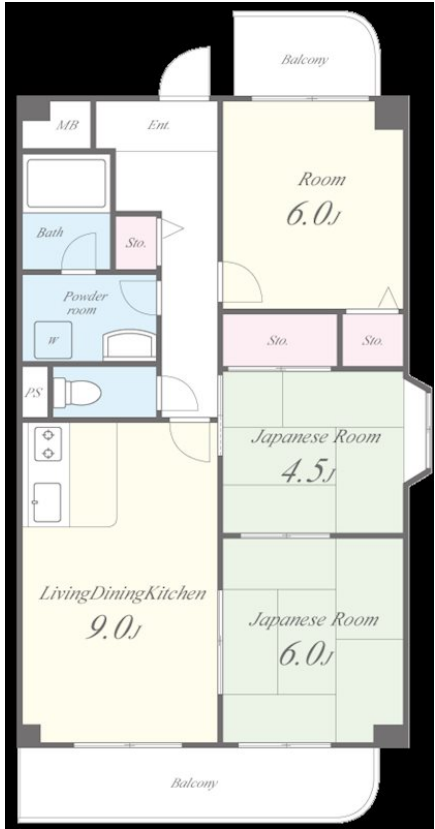 Balcony
MB
Ent.
Room
6.0J
Bath
Sto.
Powder
room
W
Sto.
Sto.
PS
Japanese Room
4.5J
LivingDiningKitchen
9.0J
Japanese Room
6.0J
Balcony